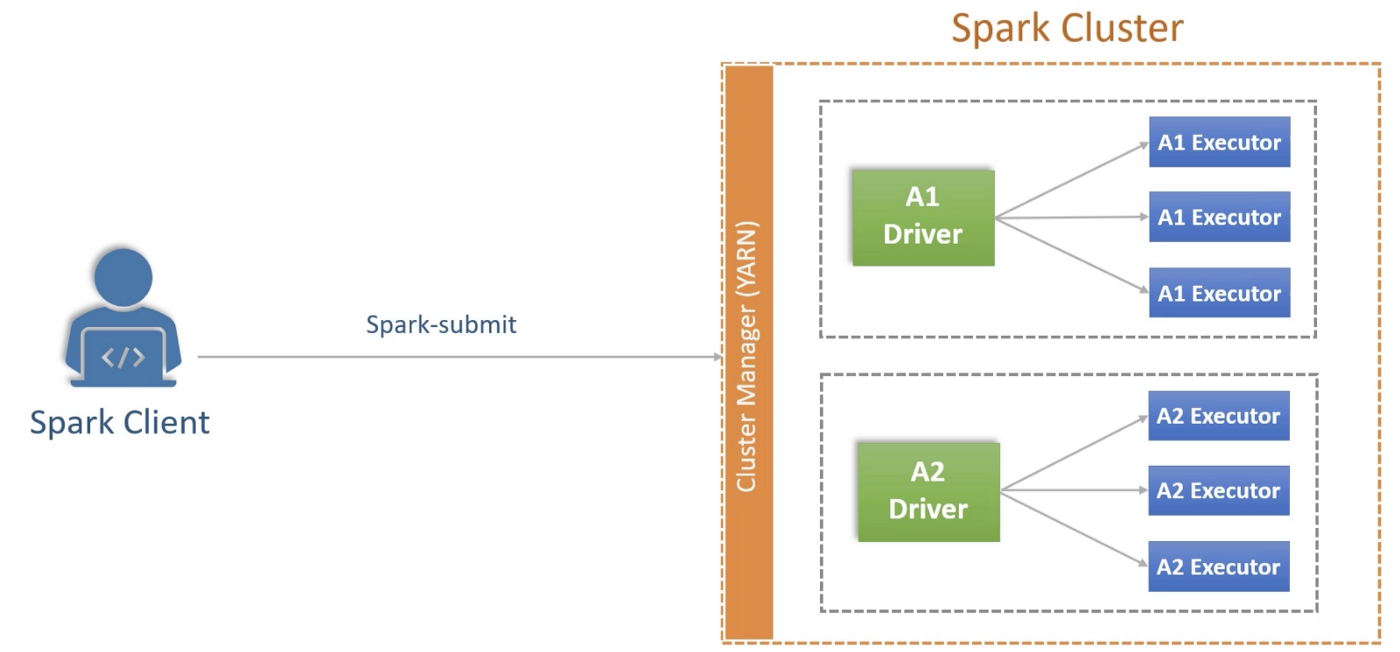 Spark Cluster
Spark-submit
Spark Client
</>
Cluster Manager (YARN)
A1
Driver
A1 Executor
A1 Executor
A1 Executor
A2
Driver
A2 Executor
A2 Executor
A2 Executor